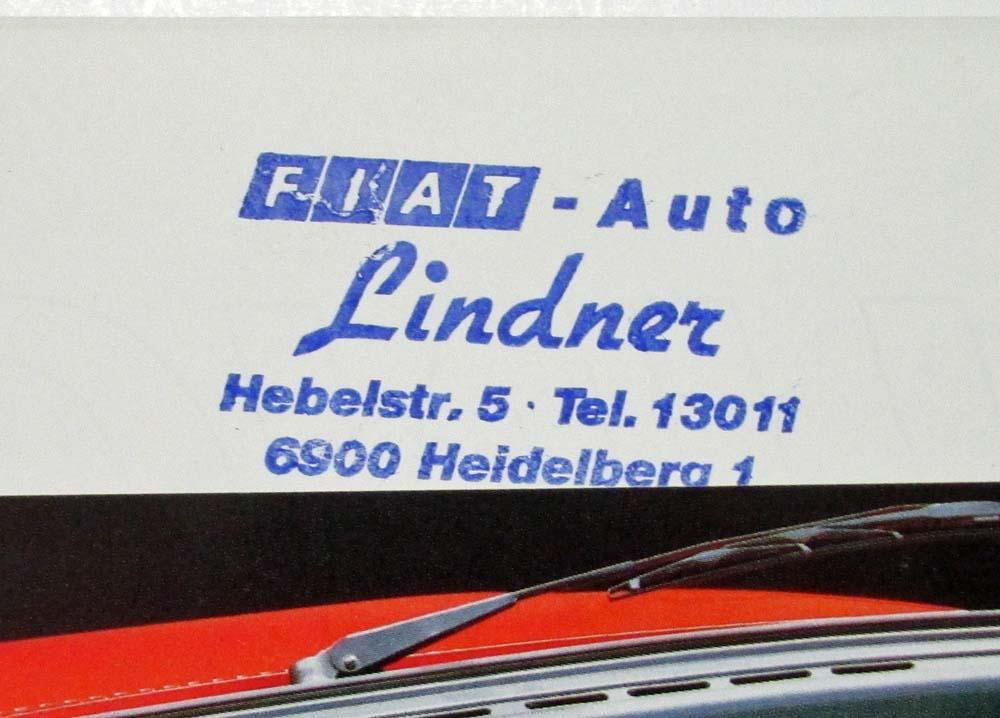 FIAT - Auto
Lindner
Hebelstr. 5 · Tel. 13011
6900 Heidelberg 1